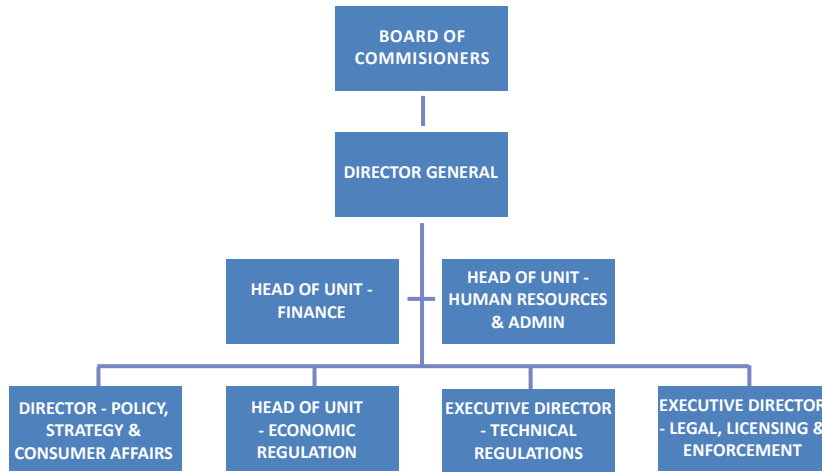 BOARD OF
COMMISIONERS
DIRECTOR GENERAL
HEAD OF UNIT -
FINANCE
HEAD OF UNIT -
HUMAN RESOURCES
& ADMIN
DIRECTOR - POLICY,
STRATEGY &
CONSUMER AFFAIRS
HEAD OF UNIT
- ECONOMIC
REGULATION
EXECUTIVE DIRECTOR
- TECHNICAL
REGULATIONS
EXECUTIVE DIRECTOR
- LEGAL, LICENSING &
ENFORCEMENT